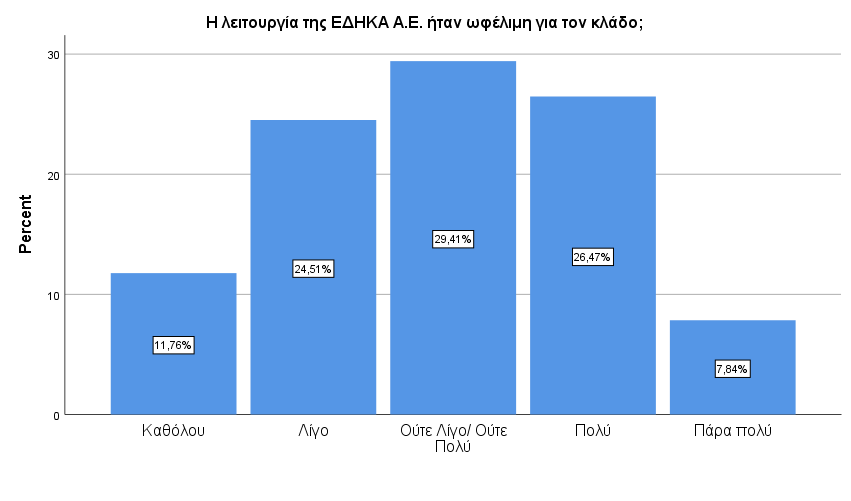 Η λειτουργία της ΕΔΗΚΑ Α.Ε. ήταν ωφέλιμη για τον κλάδο;
Percent
30
20
10
0
11,76%
24,51%
29,41%
26,47%
7,84%
Καθόλου
Λίγο
Ούτε Λίγο/ Ούτε
Πολύ
Πολύ
Πάρα πολύ